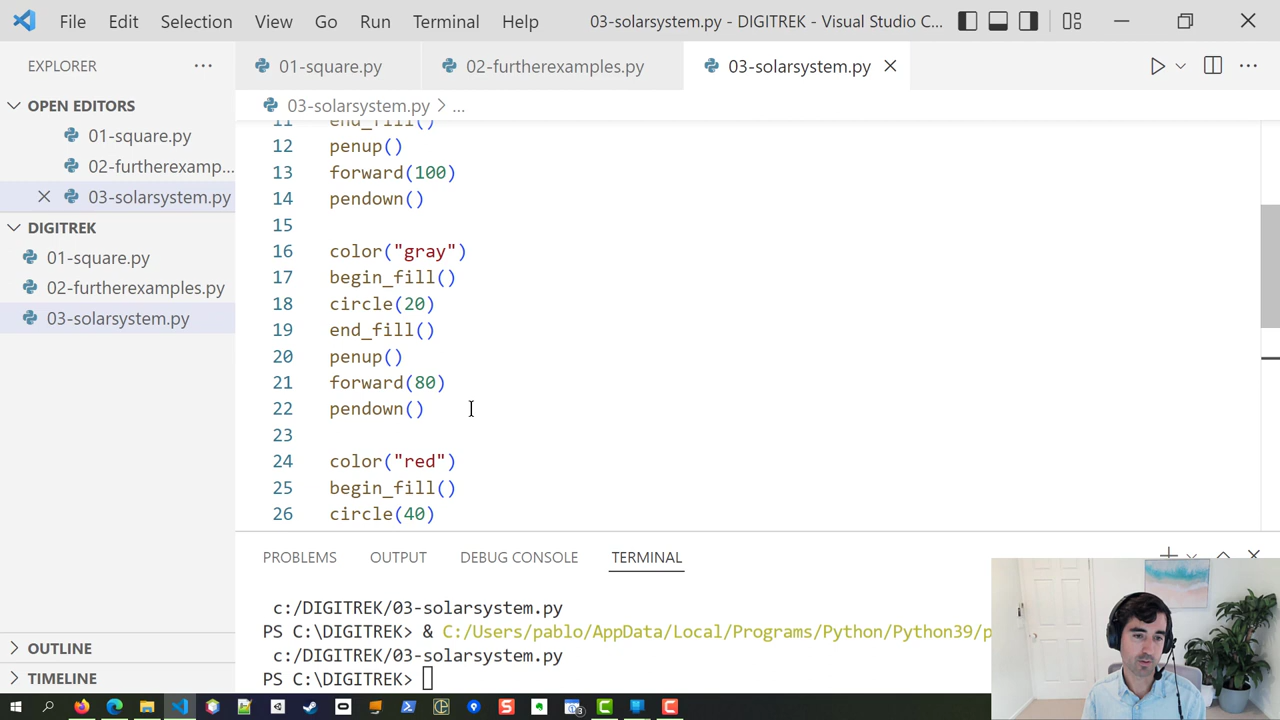 File Edit Selection View Go Run Terminal Help 03-solarsystem.py - DIGITREK - Visual Studio C...
EXPLORER ...
01-square.py 02-furtherexamples.py 03-solarsystem.py
OPEN EDITORS
01-square.py
02-furtherexamp...
03-solarsystem.py
DIGITREK
01-square.py
02-furtherexamples.py
03-solarsystem.py
OUTLINE
TIMELINE
03-solarsystem.py > ...
11 end_fill()
12 penup()
13 forward(100)
14 pendown()
15
16 color("gray")
17 begin_fill()
18 circle(20)
19 end_fill()
20 penup()
21 forward(80)
22 pendown()
23
24 color("red")
25 begin_fill()
26 circle(40)
PROBLEMS OUTPUT DEBUG CONSOLE TERMINAL
c:/DIGITREK/03-solarsystem.py
PS C:\DIGITREK> & C:/Users/pablo/AppData/Local/Programs/Python/Python39/p
c:/DIGITREK/03-solarsystem.py
PS C:\DIGITREK>